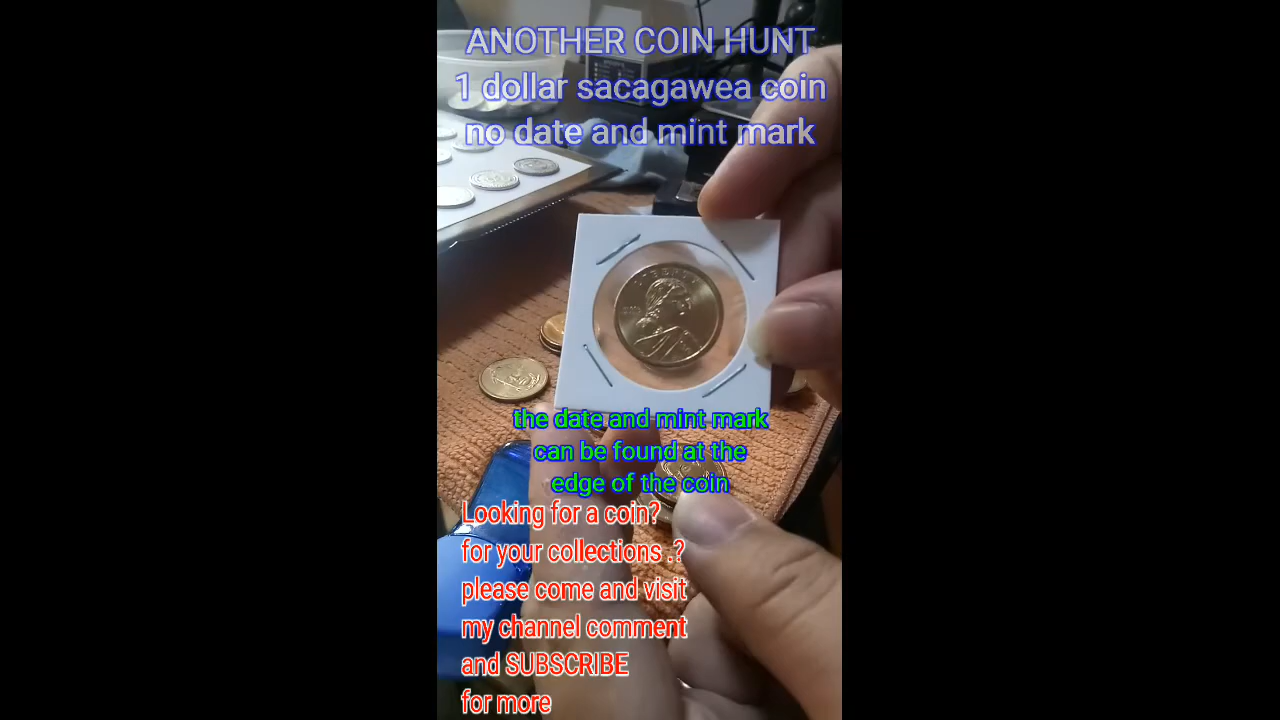 ANOTHER COIN HUNT
1 dollar sacagawea coin
no date and mint mark
the date and mint mark
can be found at the
edge of the coin
Looking for a coin?
for your collections .?
please come and visit
my channel comment
and SUBSCRIBE
for more